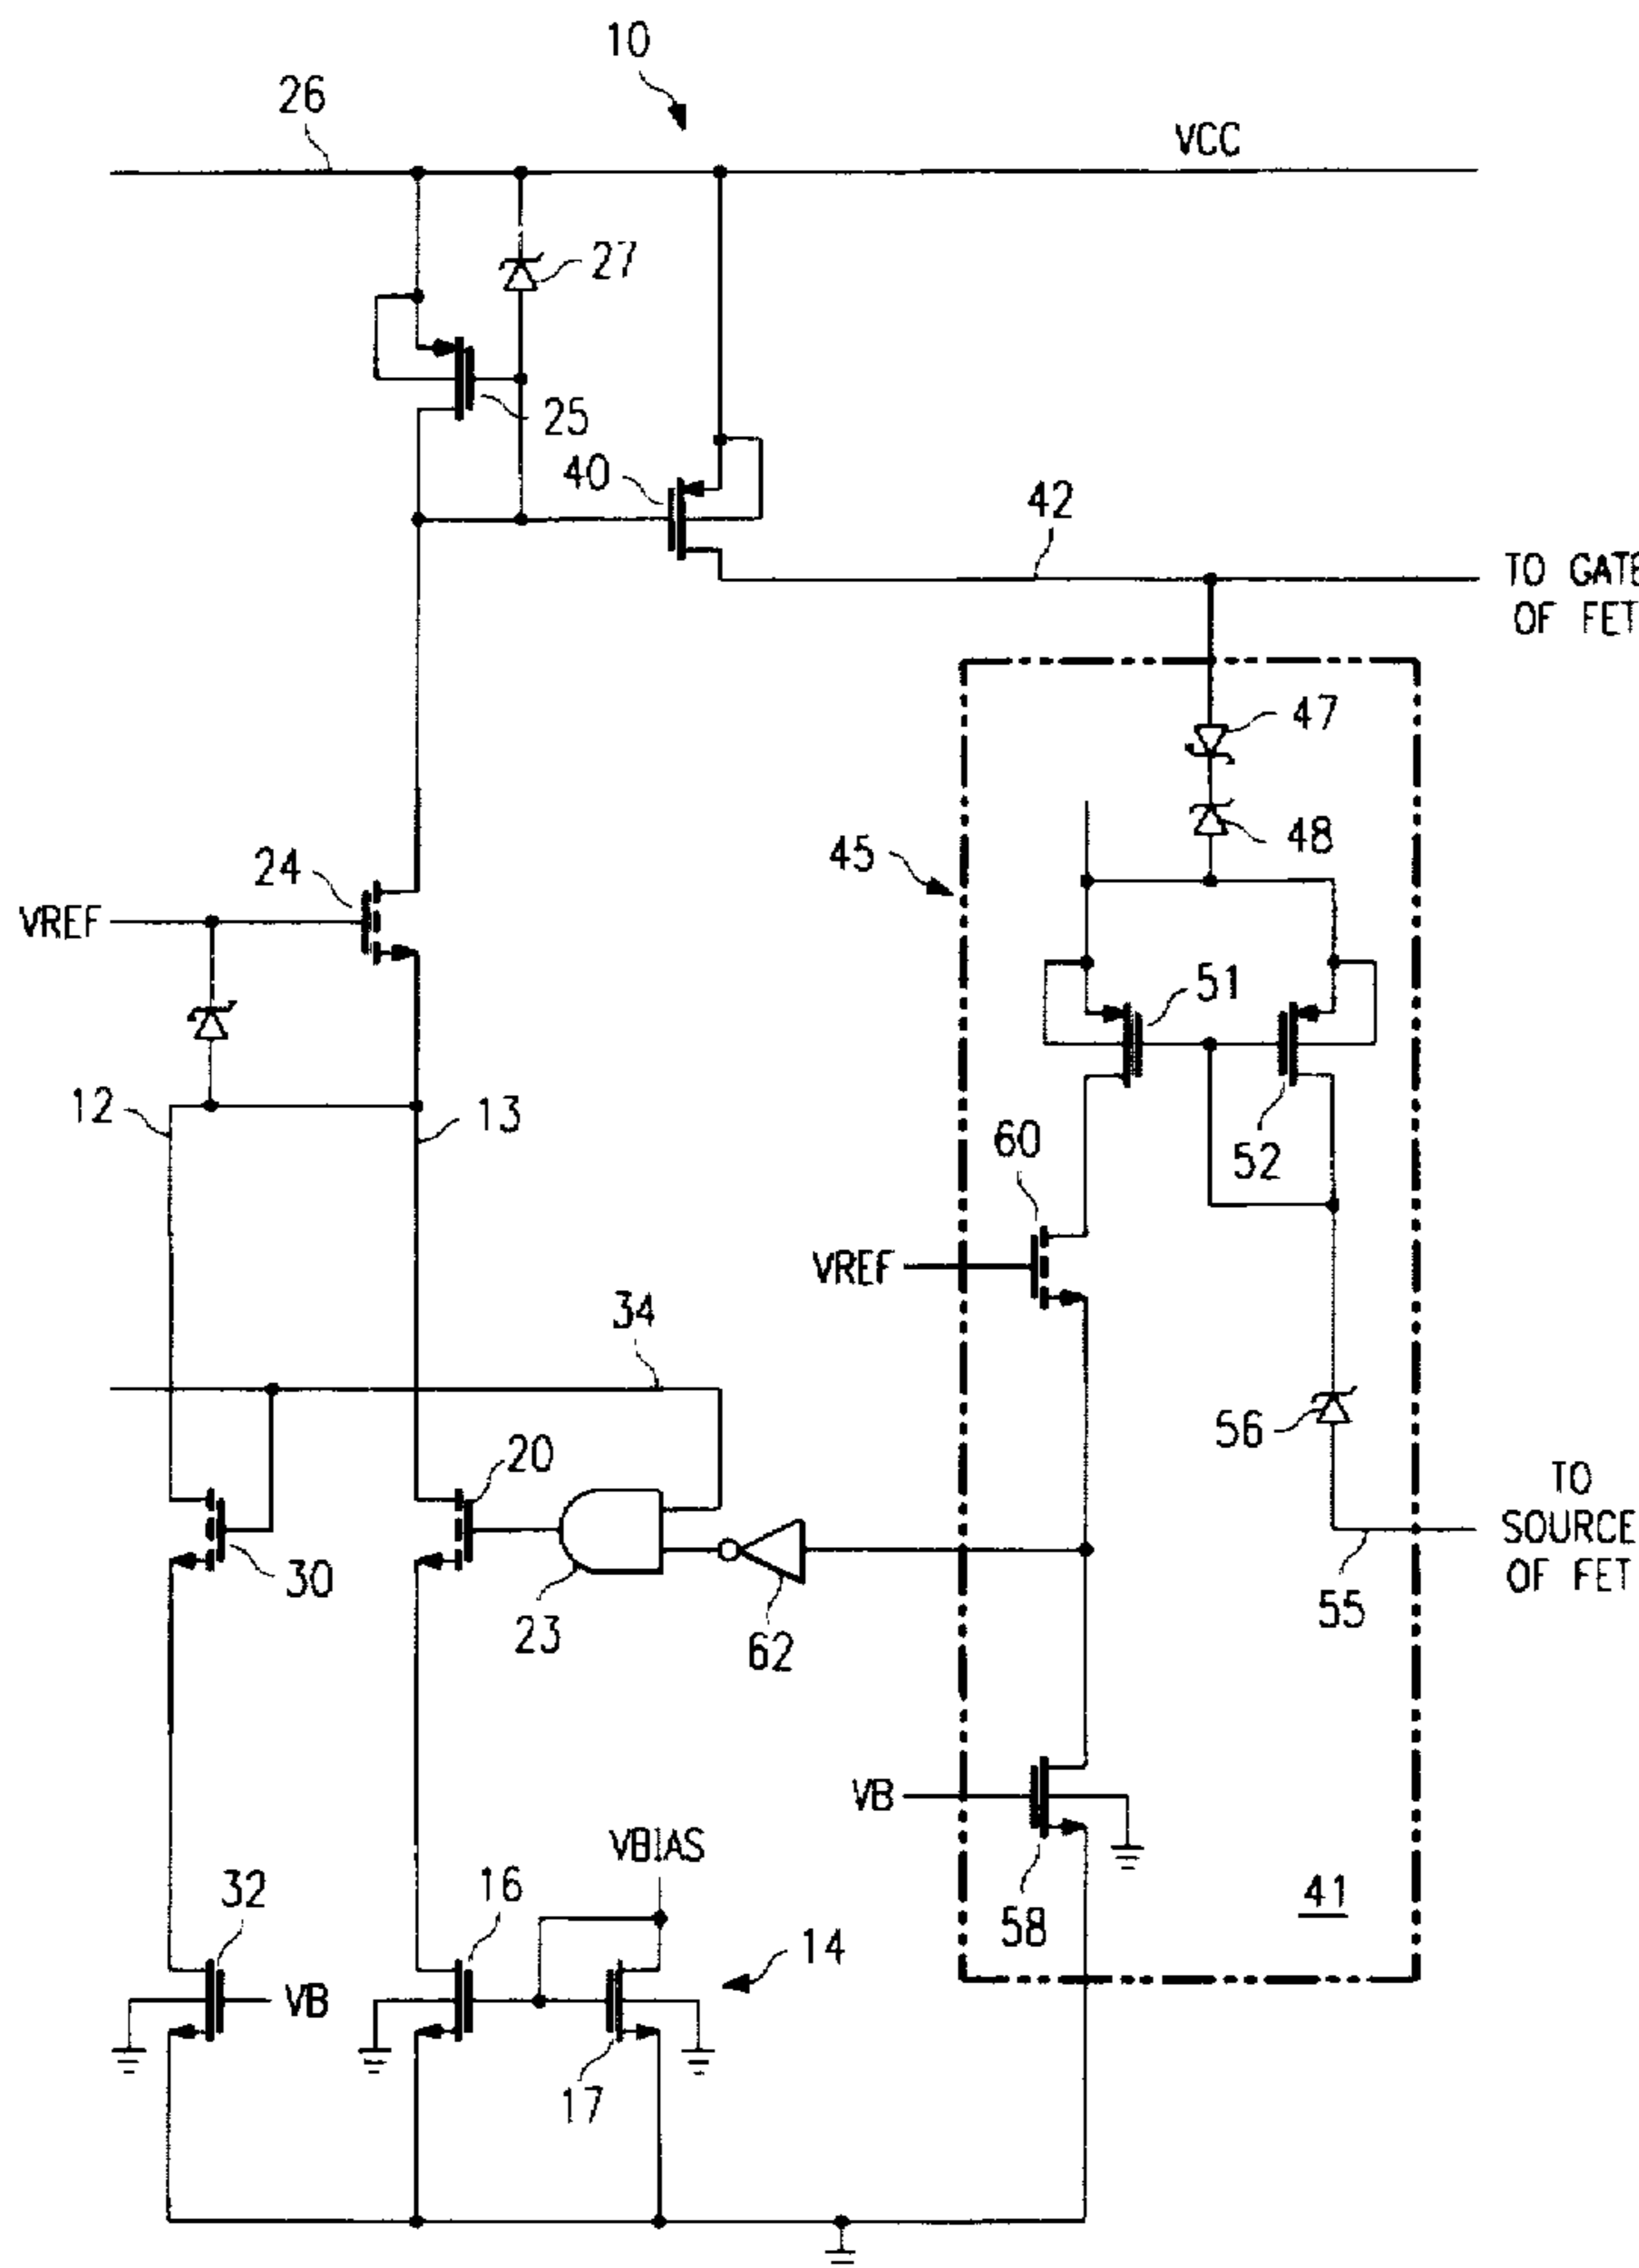 10
26
VCC
27
25
40
42
TO GATE
OF FET
47
48
45
24
VREF
51
12
13
52
60
VREF
34
56
20
TO
SOURCE
OF FET
30
23
62
55
VB
VBIAS
32
16
58
41
14
VB
17